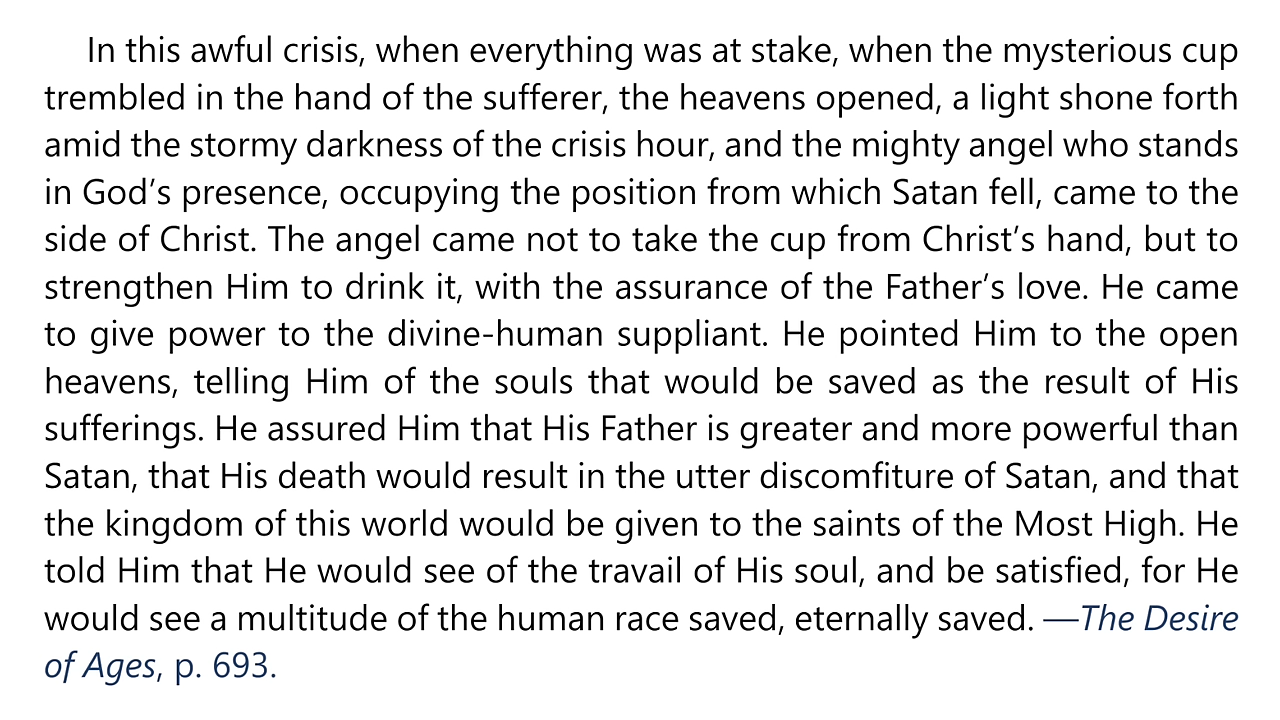 In this awful crisis, when everything was at stake, when the mysterious cup
trembled in the hand of the sufferer, the heavens opened, a light shone forth
amid the stormy darkness of the crisis hour, and the mighty angel who stands
in God’s presence, occupying the position from which Satan fell, came to the
side of Christ. The angel came not to take the cup from Christ’s hand, but to
strengthen Him to drink it, with the assurance of the Father’s love. He came
to give power to the divine-human suppliant. He pointed Him to the open
heavens, telling Him of the souls that would be saved as the result of His
sufferings. He assured Him that His Father is greater and more powerful than
Satan, that His death would result in the utter discomfiture of Satan, and that
the kingdom of this world would be given to the saints of the Most High. He
told Him that He would see of the travail of His soul, and be satisfied, for He
would see a multitude of the human race saved, eternally saved. —The Desire
of Ages, p. 693.